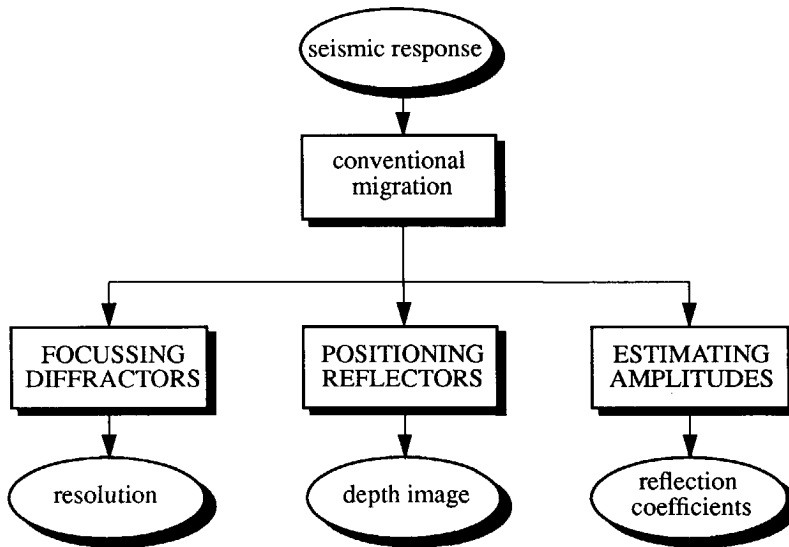 seismic response
conventional
migration
FOCUSSING
DIFFRACTORS
POSITIONING
REFLECTORS
ESTIMATING
AMPLITUDES
resolution
depth image
reflection
coefficients